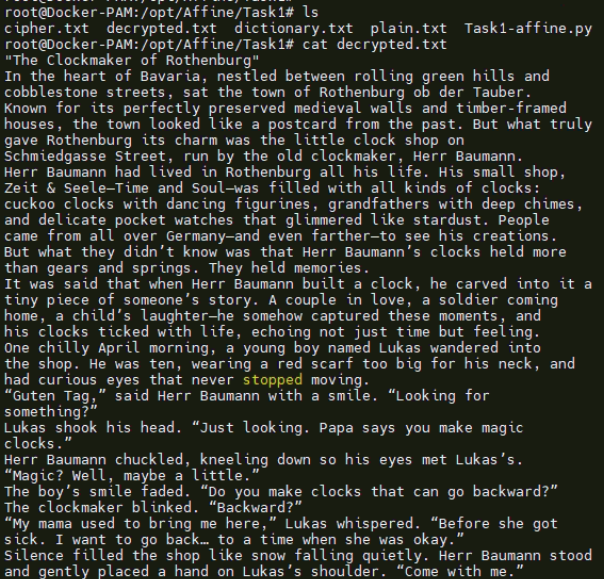 root@Docker-PAM:/opt/Affine/Task1# ls
cipher.txt decrypted.txt dictionary.txt plain.txt Task1-affine.py
root@Docker-PAM:/opt/Affine/Task1# cat decrypted.txt
"The Clockmaker of Rothenburg"
In the heart of Bavaria, nestled between rolling green hills and
cobblestone streets, sat the town of Rothenburg ob der Tauber.
Known for its perfectly preserved medieval walls and timber-framed
houses, the town looked like a postcard from the past. But what truly
gave Rothenburg its charm was the little clock shop on
Schmiedgasse Street, run by the old clockmaker, Herr Baumann.
Herr Baumann had lived in Rothenburg all his life. His small shop,
Zeit & Seele—Time and Soul—was filled with all kinds of clocks:
cuckoo clocks with dancing figurines, grandfathers with deep chimes,
and delicate pocket watches that glimmered like stardust. People
came from all over Germany—and even farther—to see his creations.
But what they didn’t know was that Herr Baumann’s clocks held more
than gears and springs. They held memories.
It was said that when Herr Baumann built a clock, he carved into it a
tiny piece of someone’s story. A couple in love, a soldier coming
home, a child’s laughter—he somehow captured these moments, and
his clocks ticked with life, echoing not just time but feeling.
One chilly April morning, a young boy named Lukas wandered into
the shop. He was ten, wearing a red scarf too big for his neck, and
had curious eyes that never stopped moving.
“Guten Tag,” said Herr Baumann with a smile. “Looking for
something?”
Lukas shook his head. “Just looking. Papa says you make magic
clocks.”
Herr Baumann chuckled, kneeling down so his eyes met Lukas’s.
“Magic? Well, maybe a little.”
The boy’s smile faded. “Do you make clocks that can go backward?”
The clockmaker blinked. “Backward?”
“My mama used to bring me here,” Lukas whispered. “Before she got
sick. I want to go back… to a time when she was okay.”
Silence filled the shop like snow falling quietly. Herr Baumann stood
and gently placed a hand on Lukas’s shoulder. “Come with me.”